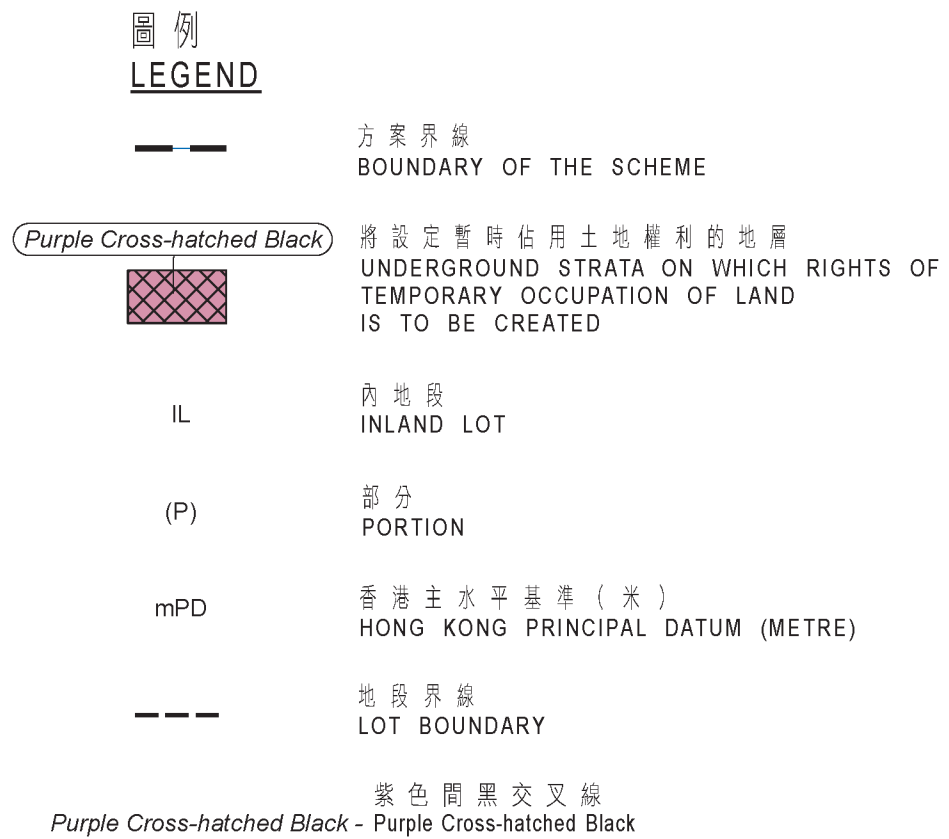 圖例
LEGEND
方案界線
BOUNDARY OF THE SCHEME
Purple Cross-hatched Black
將設定暫時佔用土地權利的地層
UNDERGROUND STRATA ON WHICH RIGHTS OF
TEMPORARY OCCUPATION OF LAND
IS TO BE CREATED
IL
內地段
INLAND LOT
(P)
部分
PORTION
mPD
香港主水平基準(米)
HONG KONG PRINCIPAL DATUM (METRE)
地段界線
LOT BOUNDARY
紫色間黑交叉線
Purple Cross-hatched Black - Purple Cross-hatched Black